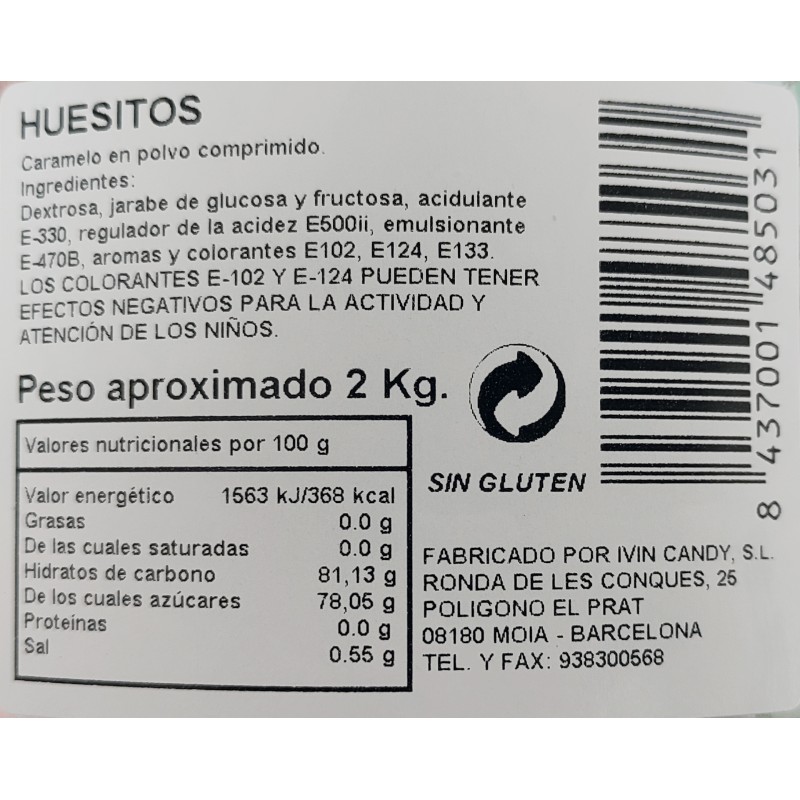 HUESITOS
Caramelo en polvo comprimido.
Ingredientes:
Dextrosa, jarabe de glucosa y fructosa, acidulante
E-330, regulador de la acidez E500ii, emulsionante
E-470B, aromas y colorantes E102, E124, E133.
LOS COLORANTES E-102 Y E-124 PUEDEN TENER
EFECTOS NEGATIVOS PARA LA ACTIVIDAD Y
ATENCIÓN DE LOS NIÑOS.
Peso aproximado 2 Kg.
Valores nutricionales por 100 g
Valor energético 1563 kJ/368 kcal
Grasas 0.0 g
De las cuales saturadas 0.0 g
Hidratos de carbono 81,13 g
De los cuales azúcares 78,05 g
Proteínas 0.0 g
Sal 0.55 g
SIN GLUTEN
FABRICADO POR IVIN CANDY, S.L.
RONDA DE LES CONQUES, 25
POLIGONO EL PRAT
08180 MOIA - BARCELONA
TEL. Y FAX: 938300568
8 437001 485031